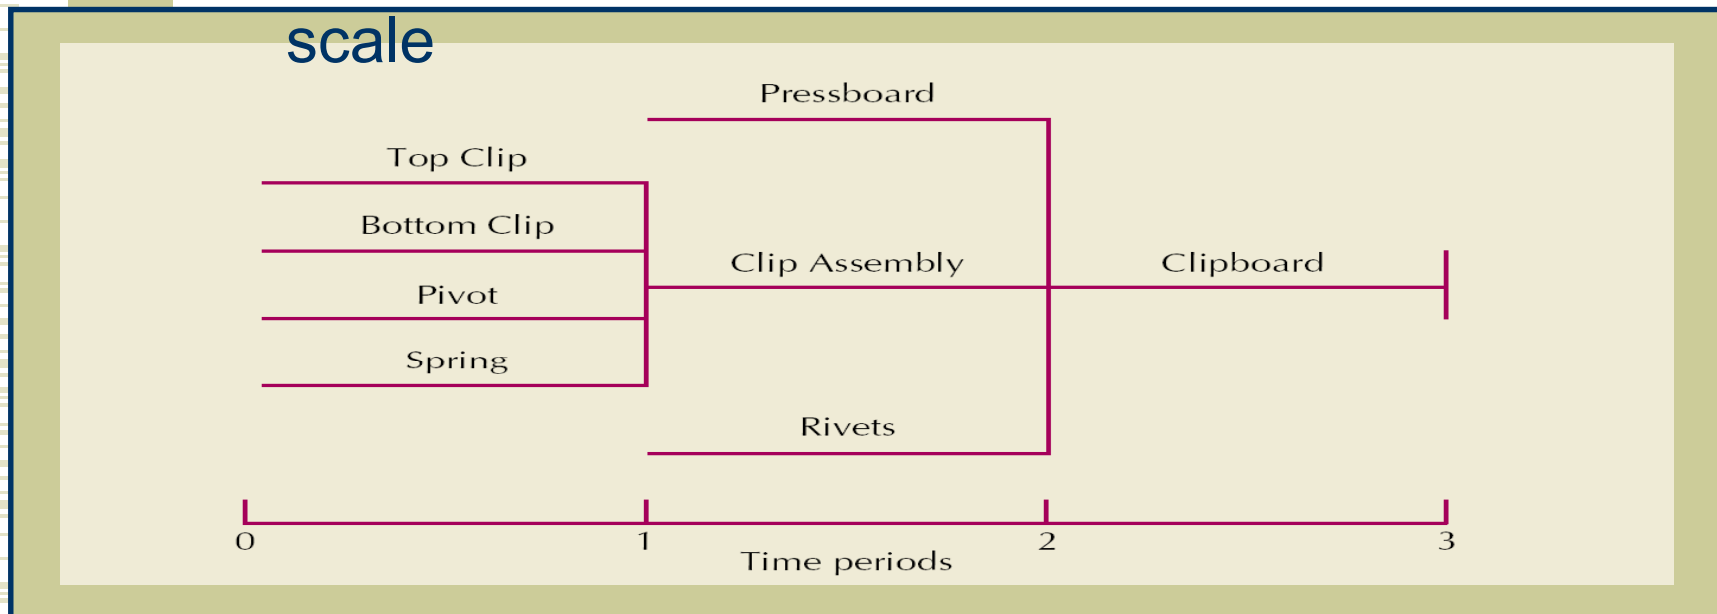 scale
Pressboard
Top Clip
Bottom Clip
Clip Assembly
Clipboard
Pivot
Spring
Rivets
0 1 2 3
Time periods